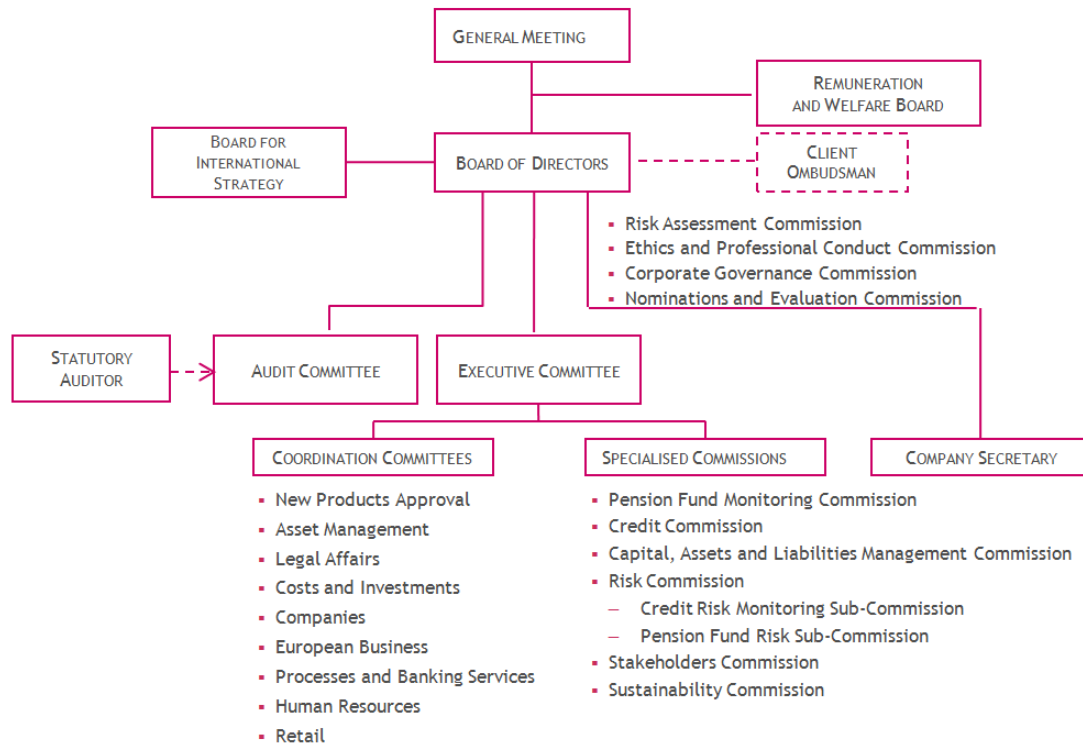 GENERAL MEETING
REMUNERATION
AND WELFARE BOARD
BOARD FOR
INTERNATIONAL
STRATEGY
BOARD OF DIRECTORS
CLIENT
OMBUDSMAN
▪ Risk Assessment Commission
▪ Ethics and Professional Conduct Commission
▪ Corporate Governance Commission
▪ Nominations and Evaluation Commission
STATUTORY
AUDITOR
AUDIT COMMITTEE
EXECUTIVE COMMITTEE
COORDINATION COMMITTEES
SPECIALISED COMMISSIONS
COMPANY SECRETARY
▪ New Products Approval
▪ Asset Management
▪ Legal Affairs
▪ Costs and Investments
▪ Companies
▪ European Business
▪ Processes and Banking Services
▪ Human Resources
▪ Retail
▪ Pension Fund Monitoring Commission
▪ Credit Commission
▪ Capital, Assets and Liabilities Management Commission
▪ Risk Commission
– Credit Risk Monitoring Sub-Commission
– Pension Fund Risk Sub-Commission
▪ Stakeholders Commission
▪ Sustainability Commission